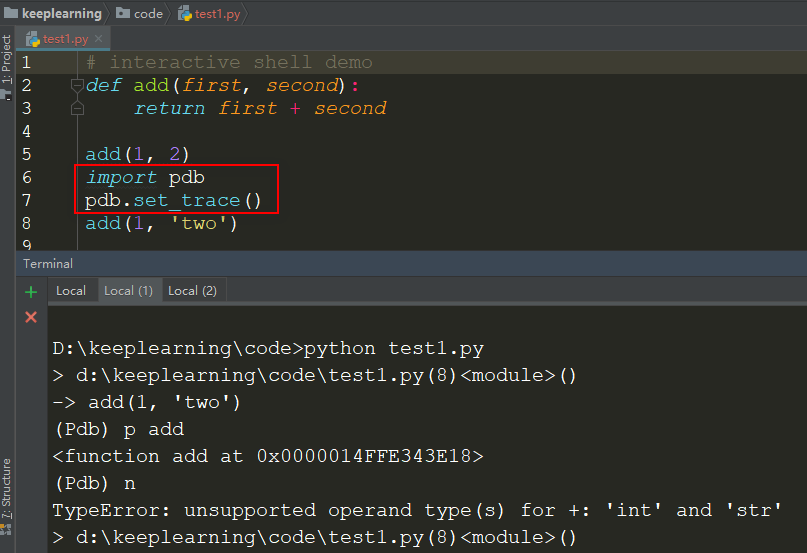 keeplearning code test1.py
1: Project
test1.py
1 # interactive shell demo
2 def add(first, second):
3 return first + second
4
5 add(1, 2)
6 import pdb
7 pdb.set_trace()
8 add(1, 'two')
9
Terminal
Local Local (1) Local (2)
D:\keeplearning\code>python test1.py
> d:\keeplearning\code\test1.py(8)<module>()
-> add(1, 'two')
(Pdb) p add
<function add at 0x0000014FFE343E18>
(Pdb) n
TypeError: unsupported operand type(s) for +: 'int' and 'str'
> d:\keeplearning\code\test1.py(8)<module>()
7: Structure